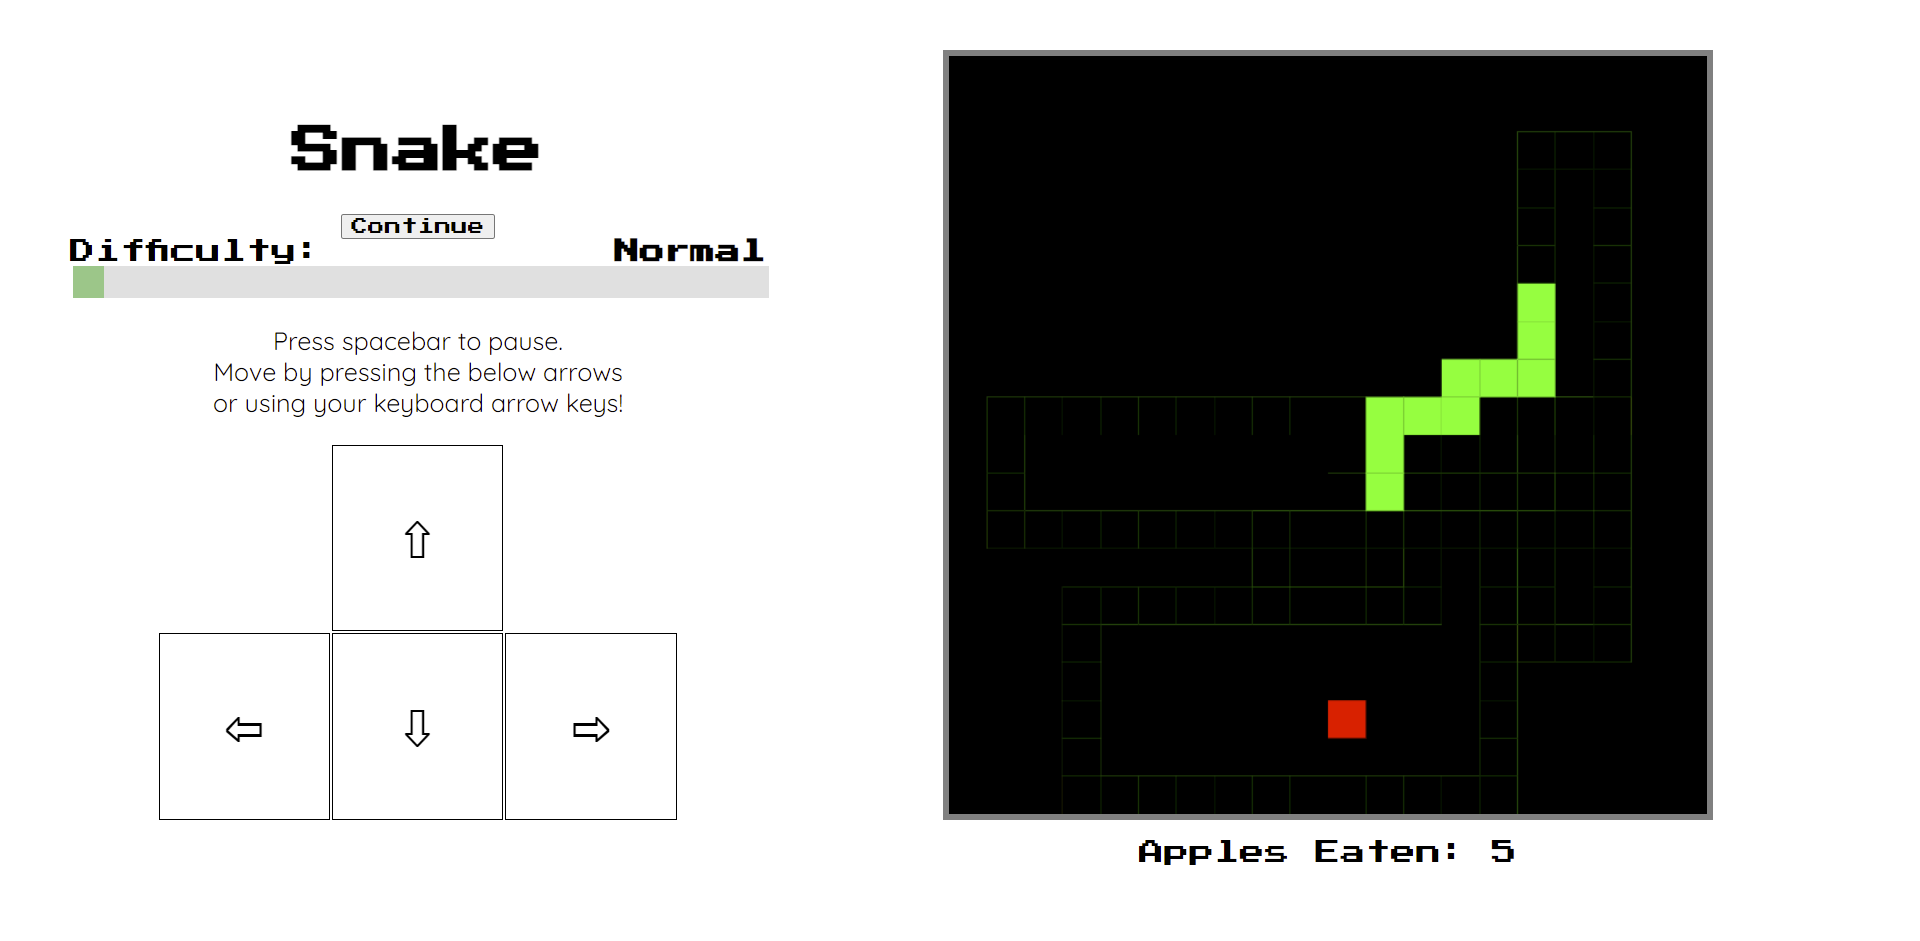 Snake
Continue
Difficulty: Normal
Press spacebar to pause.
Move by pressing the below arrows
or using your keyboard arrow keys!
⇧
⇦ ⇩ ⇨
Apples Eaten: 5